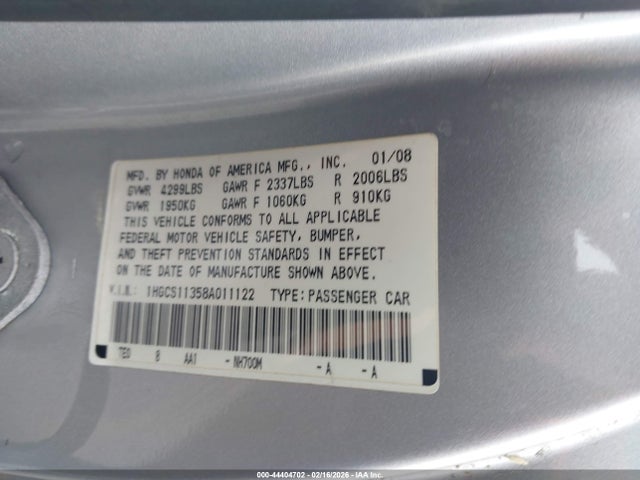 MFD. BY HONDA OF AMERICA MFG., INC. 01/08
GVWR 4299LBS GAWR F 2337LBS R 2006LBS
GVWR 1950KG GAWR F 1060KG R 910KG
THIS VEHICLE CONFORMS TO ALL APPLICABLE
FEDERAL MOTOR VEHICLE SAFETY, BUMPER,
AND THEFT PREVENTION STANDARDS IN EFFECT
ON THE DATE OF MANUFACTURE SHOWN ABOVE.
V.I.N.: 1HGCS11358A011122 TYPE: PASSENGER CAR
TE0 8 AA1 - NH700M - A - A
000-44404702 - 02/16/2026 - IAA Inc.